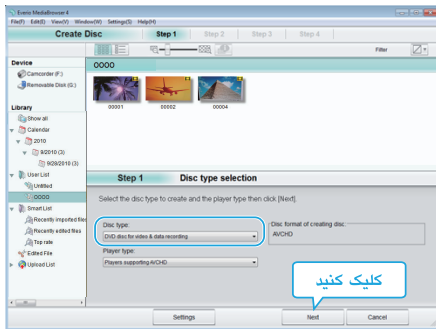 Everio MediaBrowser 4
File(F) Edit(E) View(V) Window(W) Settings(S) Help(H)
Create Disc Step 1 Step 2 Step 3 Step 4
Filter
Device
Camcorder (F:)
Removable Disk (G:)
Library
Show all
Calendar
2010
9/2010 (3)
9/28/2010 (3)
User List
Untitled
0000
Smart List
Recently imported files
Recently edited files
Top rate
Edited File
Upload List
0000
00001 00002 00004
Step 1 Disc type selection
Select the disc type to create and the player type then click [Next].
Disc type:
DVD disc for video & data recording
Player type:
Players supporting AVCHD
Disc format of creating disc:
AVCHD
کلیک کنید
Settings Next Cancel